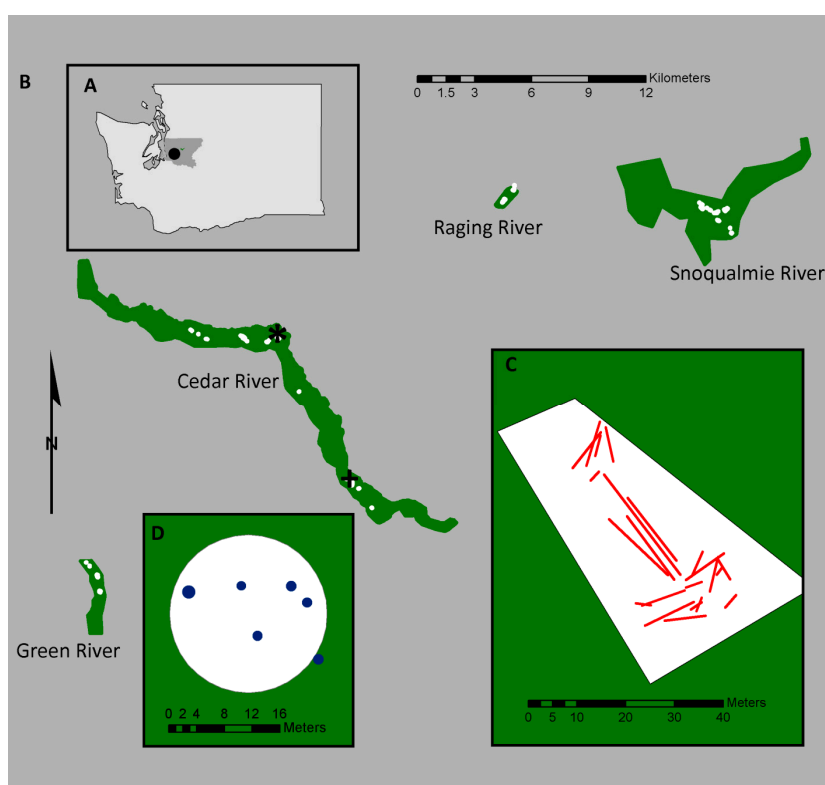 B
A
Kilometers
0 1.5 3 6 9 12
Raging River
Snoqualmie River
Cedar River
C
N
D
Green River
0 2 4 8 12 16
Meters
Meters
0 5 10 20 30 40